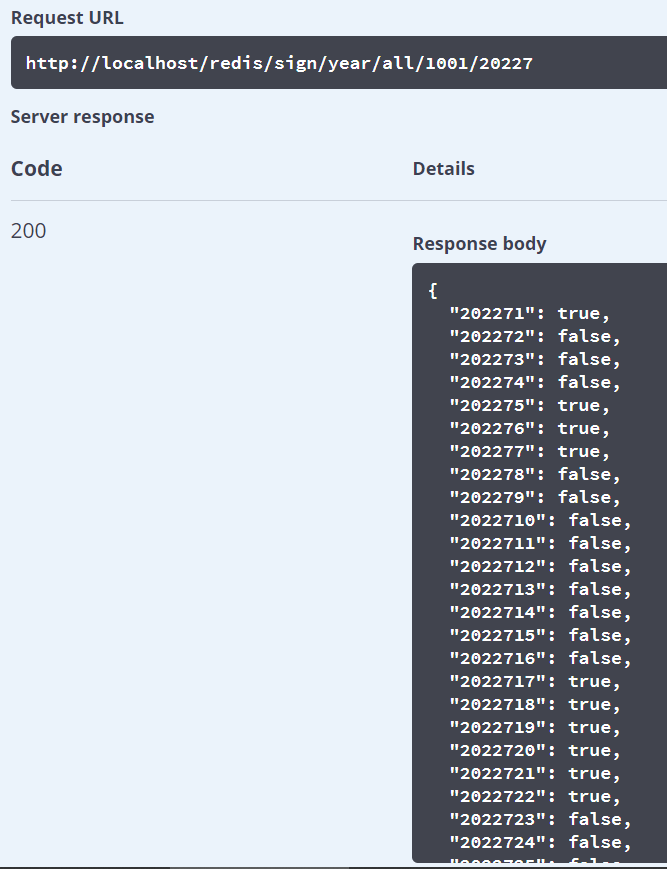 Request URL
http://localhost/redis/sign/year/all/1001/20227
Server response
Code Details
200
Response body
{
"202271": true,
"202272": false,
"202273": false,
"202274": false,
"202275": true,
"202276": true,
"202277": true,
"202278": false,
"202279": false,
"2022710": false,
"2022711": false,
"2022712": false,
"2022713": false,
"2022714": false,
"2022715": false,
"2022716": false,
"2022717": true,
"2022718": true,
"2022719": true,
"2022720": true,
"2022721": true,
"2022722": true,
"2022723": false,
"2022724": false,